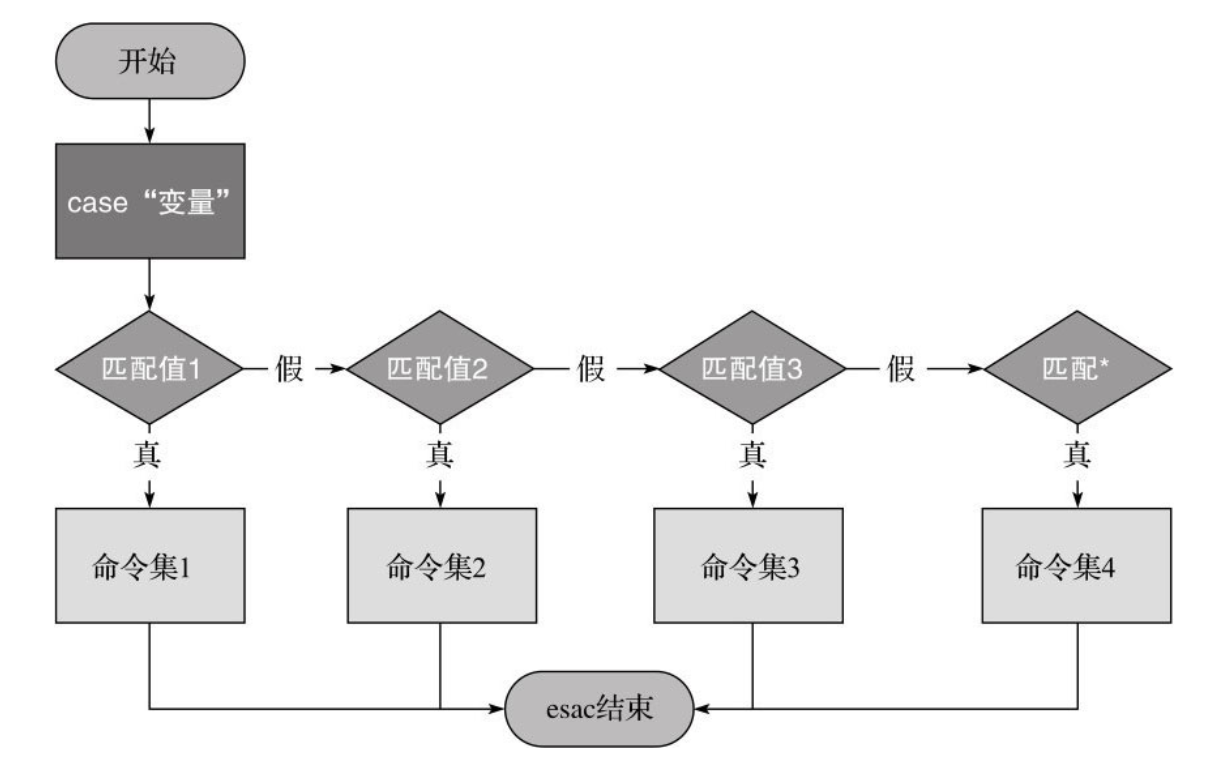 开始
case “变量”
匹配值1
假
匹配值2
假
匹配值3
假
匹配*
真
真
真
真
命令集1
命令集2
命令集3
命令集4
esac结束